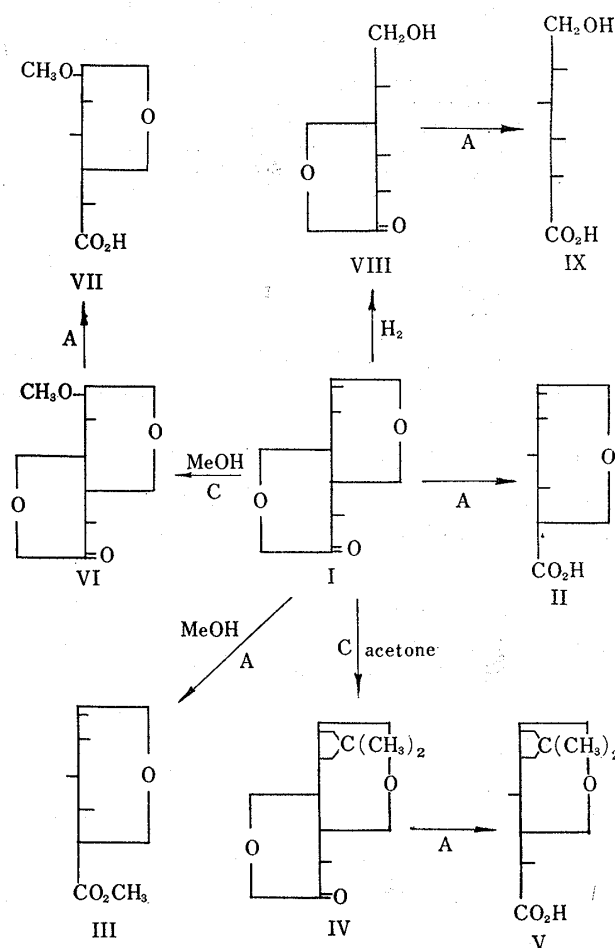 CH₂OH
CH₂OH
CH₃O
O
O
A
O
CO₂H
CO₂H
VII
VIII
IX
A
H₂
CH₃O
O
O
MeOH
C
O
O
A
O
O
O
VI
I
CO₂H
II
MeOH
A
C acetone
C(CH₃)₂
C(CH₃)₂
O
O
O
O
A
CO₂CH₃
O
CO₂H
III
IV
V